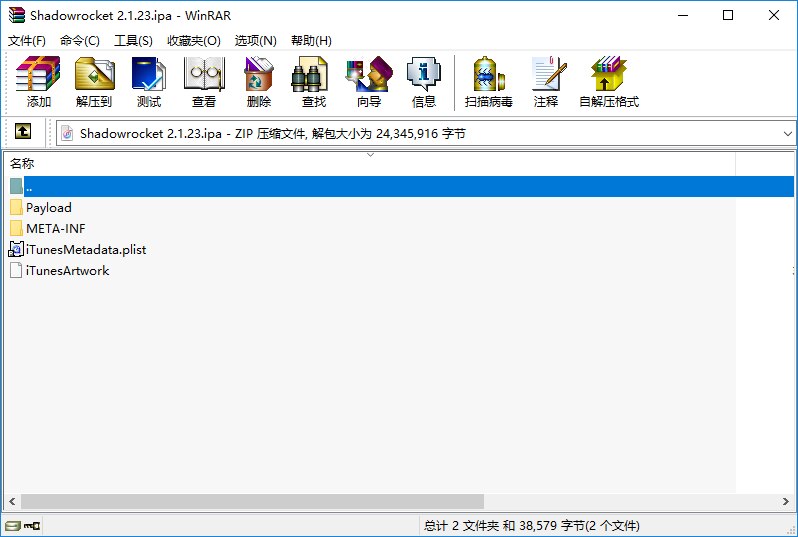 Shadowrocket 2.1.23.ipa - WinRAR
文件(F) 命令(C) 工具(S) 收藏夹(O) 选项(N) 帮助(H)
添加 解压到 测试 查看 删除 查找 向导 信息 扫描病毒 注释 自解压格式
Shadowrocket 2.1.23.ipa - ZIP 压缩文件, 解包大小为 24,345,916 字节
名称
..
Payload
META-INF
iTunesMetadata.plist
iTunesArtwork
总计 2 文件夹 和 38,579 字节(2 个文件)